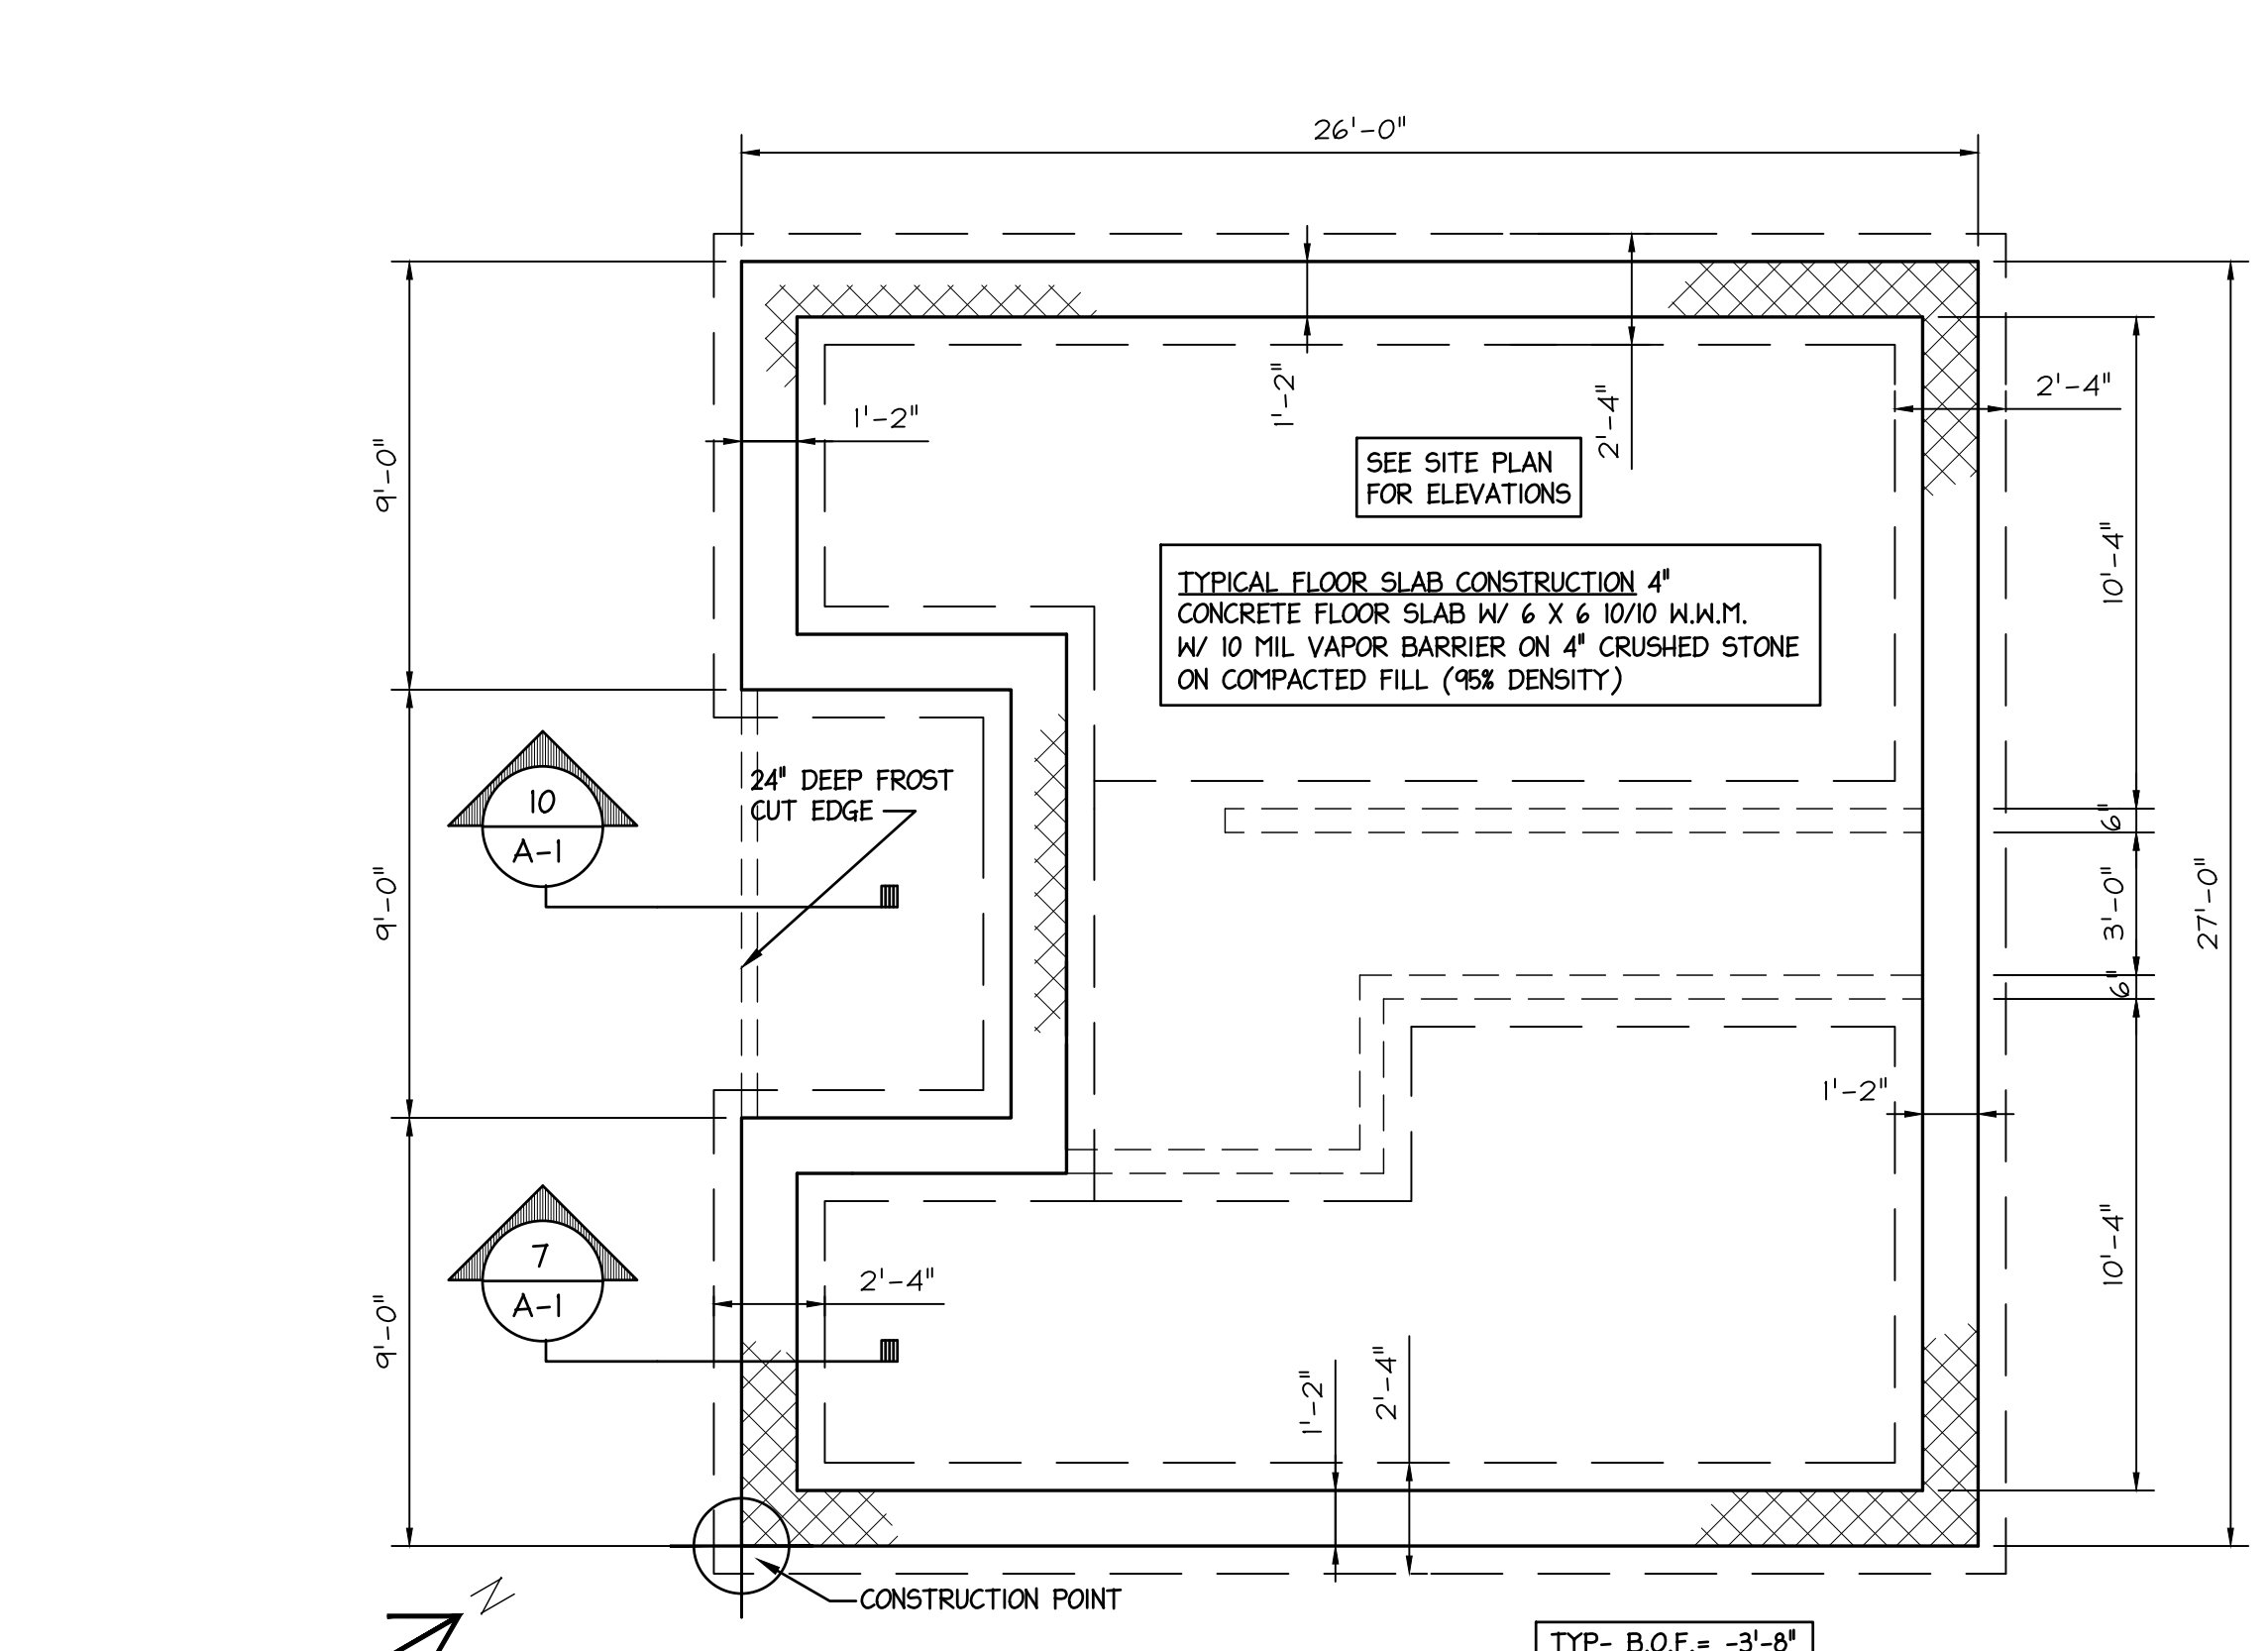 26'-0"
1'-2"
1'-2"
2'-4"
2'-4"
9'-0"
SEE SITE PLAN
FOR ELEVATIONS
10'-4"
TYPICAL FLOOR SLAB CONSTRUCTION 4"
CONCRETE FLOOR SLAB W/ 6 X 6 10/10 W.W.M.
W/ 10 MIL VAPOR BARRIER ON 4" CRUSHED STONE
ON COMPACTED FILL (95% DENSITY)
24" DEEP FROST
CUT EDGE
10
A-1
6"
9'-0"
3'-0"
27'-0"
6"
1'-2"
7
A-1
2'-4"
10'-4"
9'-0"
1'-2"
2'-4"
CONSTRUCTION POINT
N
TYP- B.O.F.= -3'-8"